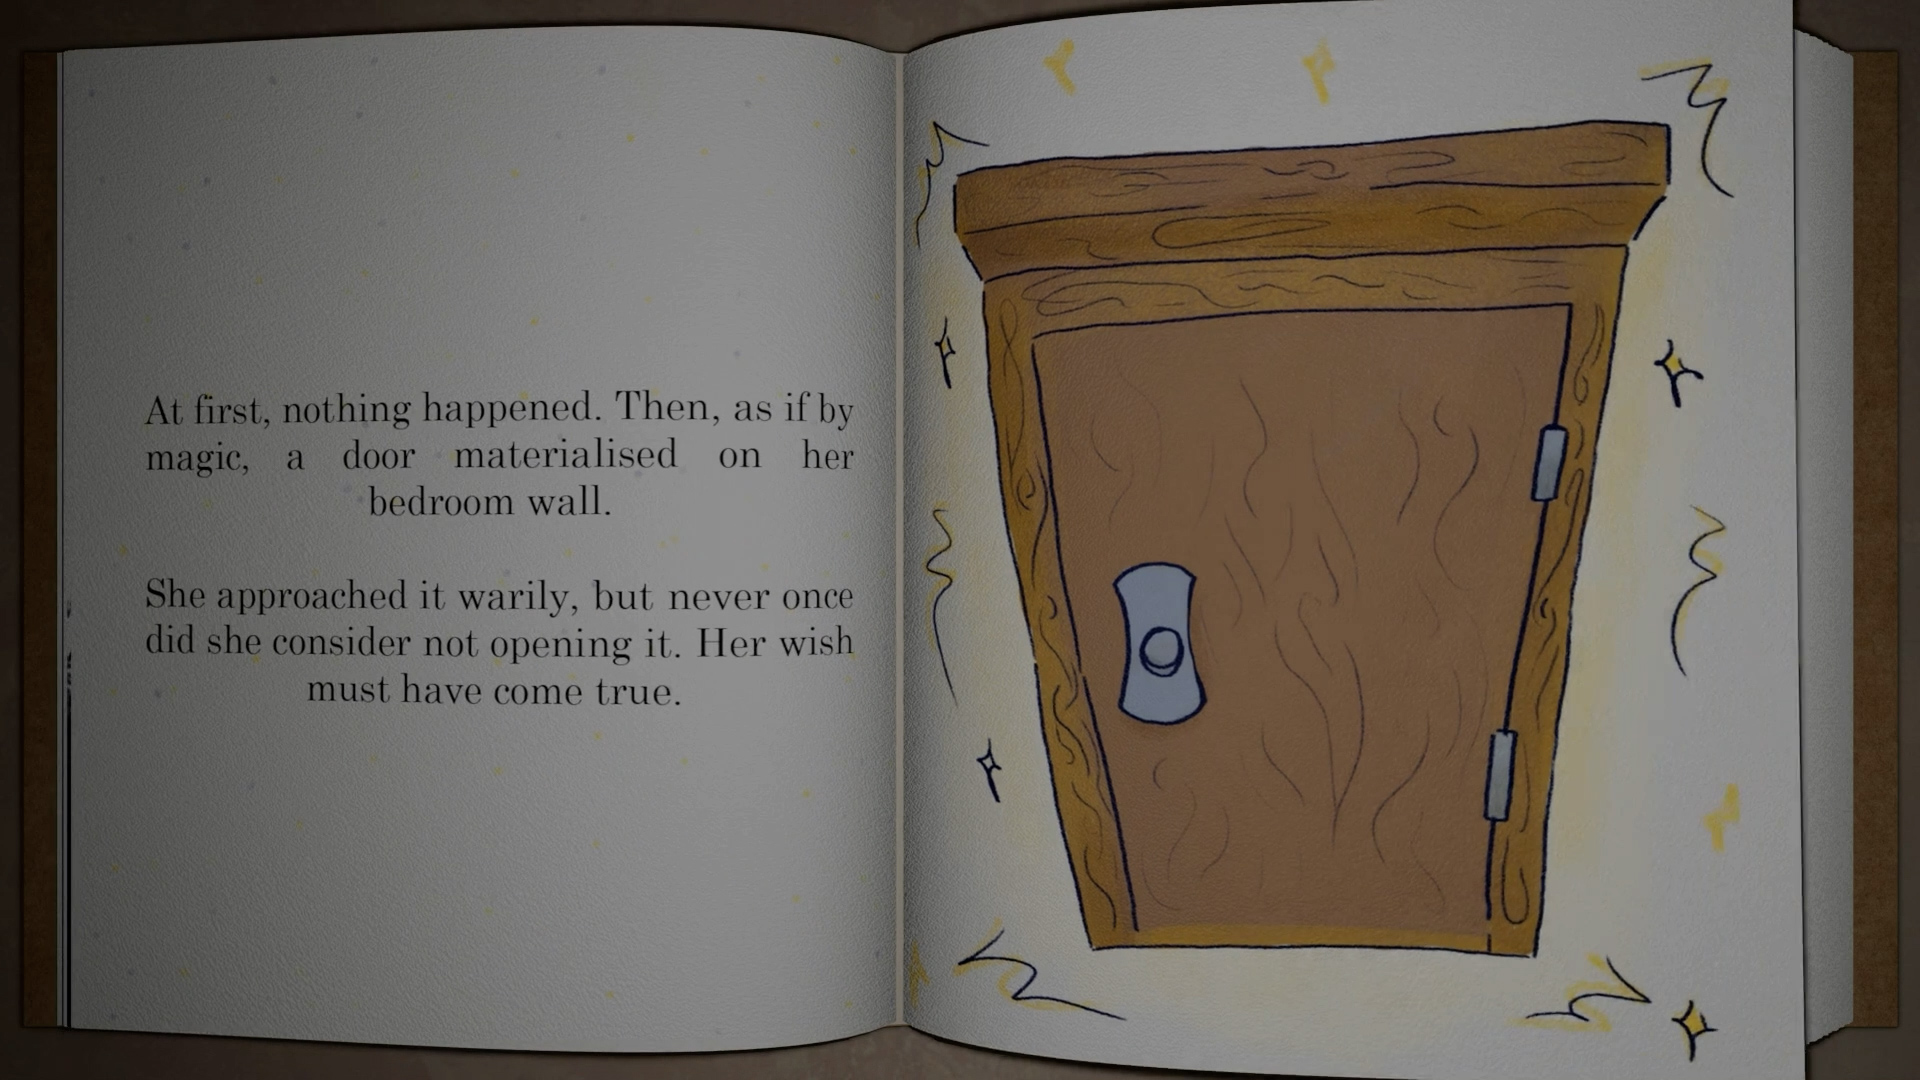 At first, nothing happened. Then, as if by
magic, a door materialised on her
bedroom wall.
She approached it warily, but never once
did she consider not opening it. Her wish
must have come true.